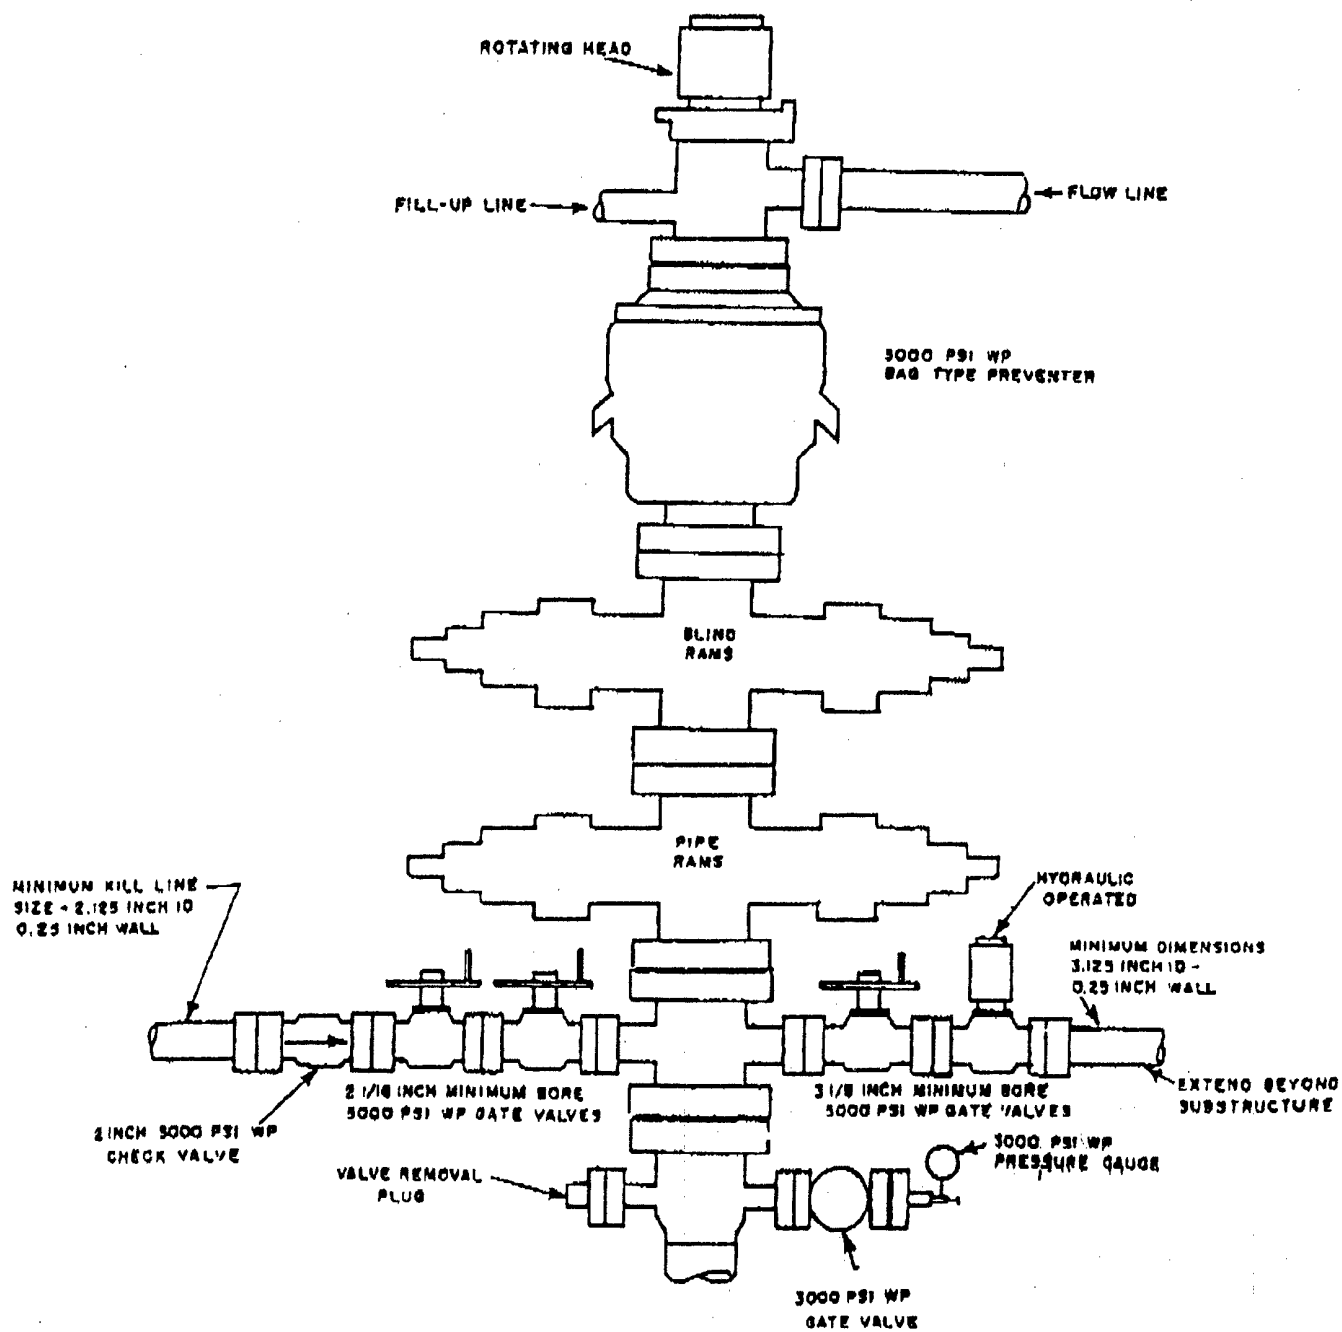 ROTATING HEAD
FILL-UP LINE
FLOW LINE
3000 PSI WP
BAG TYPE PREVENTER
BLIND
RAMS
PIPE
RAMS
MINIMUM KILL LINE
SIZE - 2.125 INCH ID
0.25 INCH WALL
HYDRAULIC
OPERATED
MINIMUM DIMENSIONS
3.125 INCH ID -
0.25 INCH WALL
2 1/16 INCH MINIMUM BORE
3000 PSI WP GATE VALVES
3 1/8 INCH MINIMUM BORE
3000 PSI WP GATE VALVES
EXTEND BEYOND
SUBSTRUCTURE
2 INCH 3000 PSI WP
CHECK VALVE
VALVE REMOVAL
PLUG
3000 PSI WP
PRESSURE GAUGE
3000 PSI WP
GATE VALVE